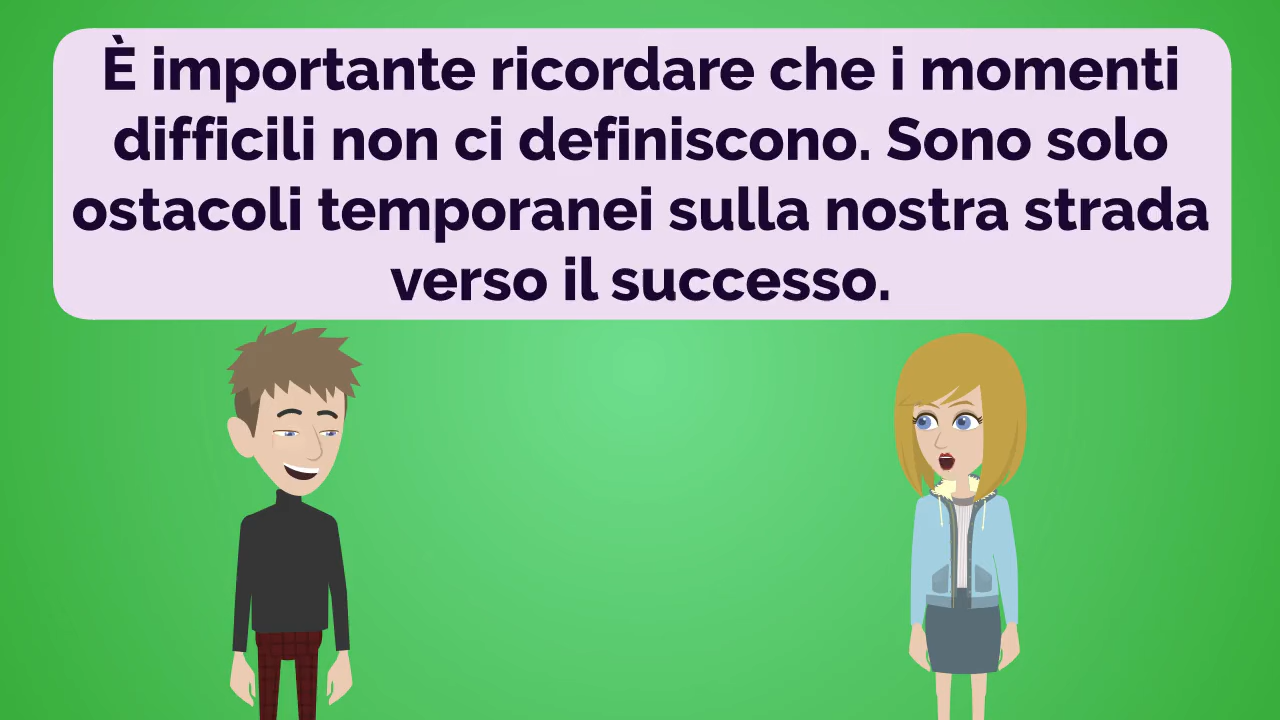 È importante ricordare che i momenti
difficili non ci definiscono. Sono solo
ostacoli temporanei sulla nostra strada
verso il successo.